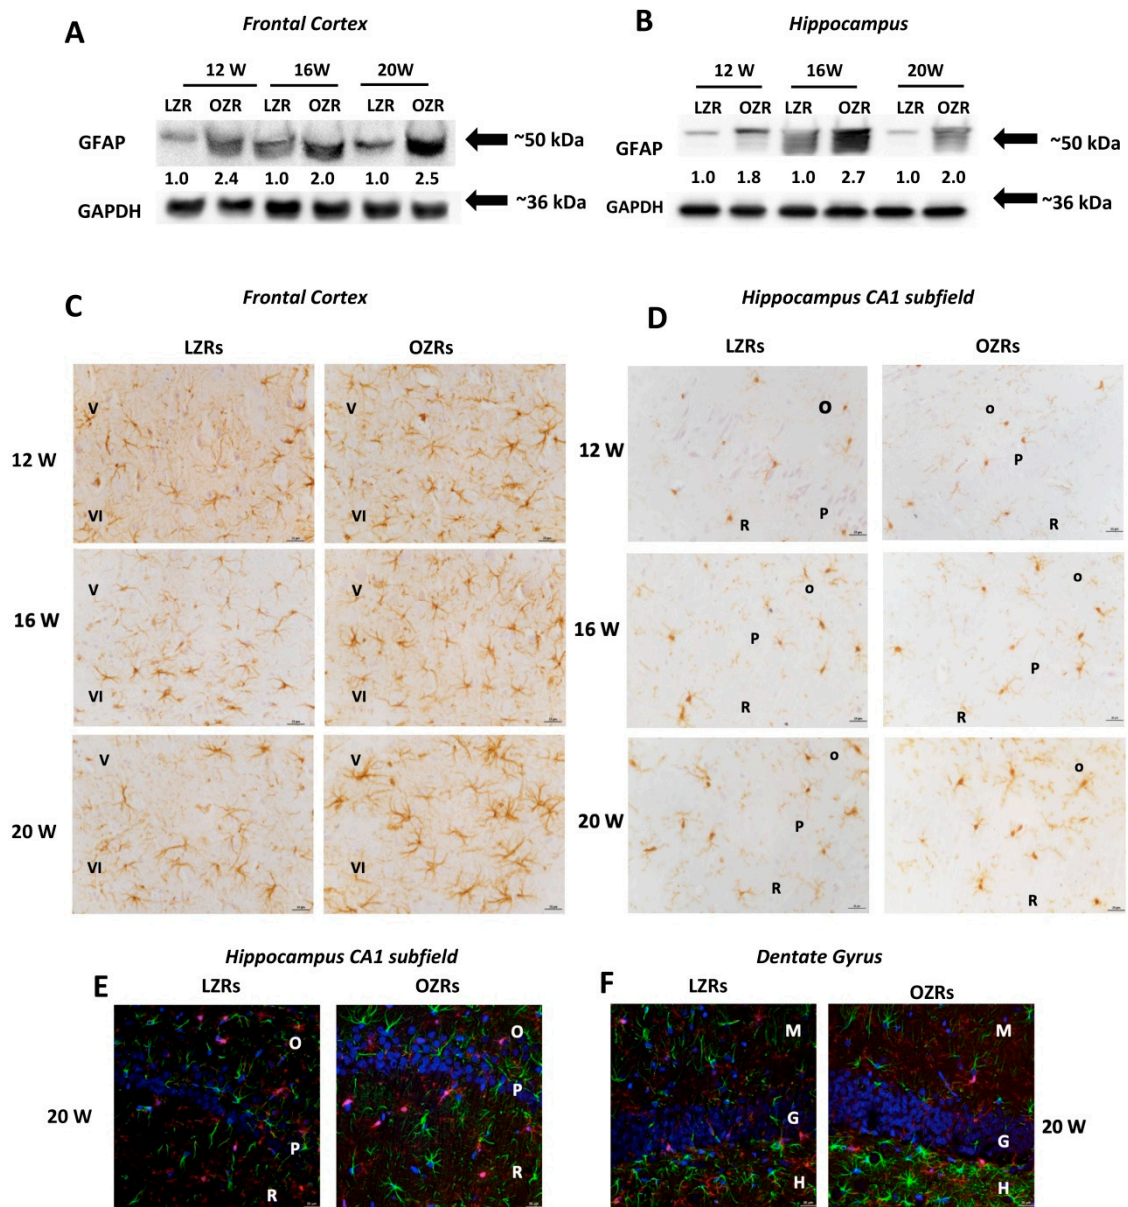 A
Frontal Cortex
12 W 16W 20W
LZR OZR LZR OZR LZR OZR
GFAP
~50 kDa
1.0 2.4 1.0 2.0 1.0 2.5
GAPDH
~36 kDa
B
Hippocampus
12 W 16W 20W
LZR OZR LZR OZR LZR OZR
GFAP
~50 kDa
1.0 1.8 1.0 2.7 1.0 2.0
GAPDH
~36 kDa
C
Frontal Cortex
LZRs OZRs
12 W
V V
VI VI
16 W
V V
VI VI
20 W
V V
VI VI
D
Hippocampus CA1 subfield
LZRs OZRs
12 W
O o
P P
R R
16 W
o o
P P
R R
20 W
o o
P
R R
E
Hippocampus CA1 subfield
LZRs OZRs
20 W
O O
P P
R R
F
Dentate Gyrus
LZRs OZRs
M M
G G
H H
20 W